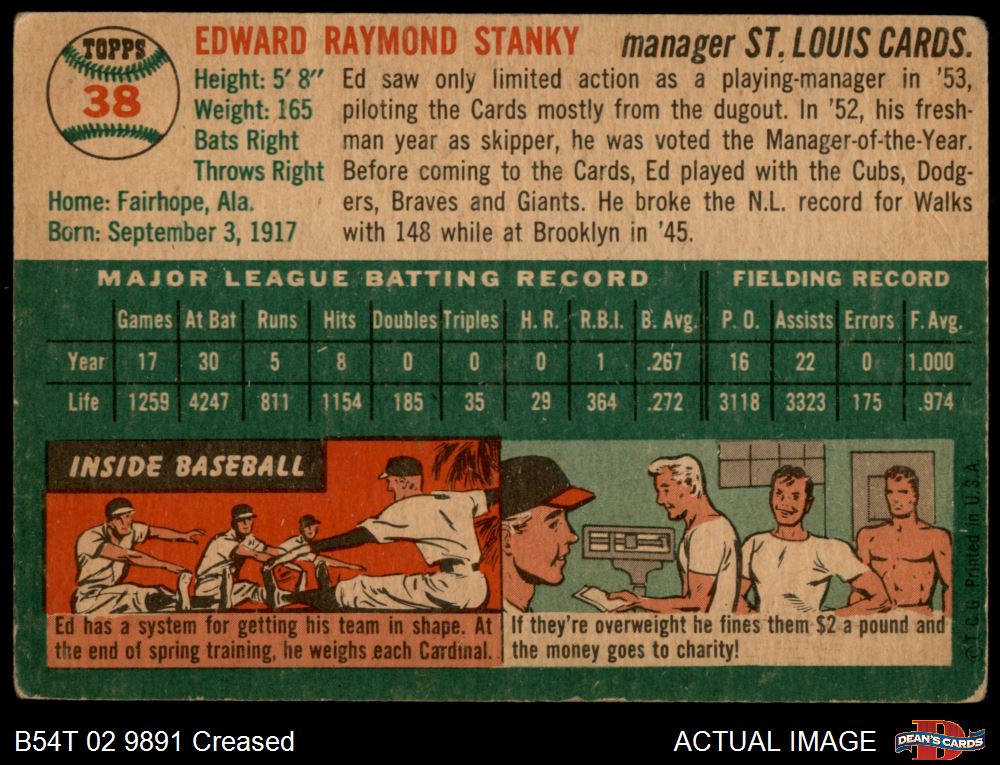 TOPPS
38
EDWARD RAYMOND STANKY manager ST. LOUIS CARDS.
Height: 5' 8"
Weight: 165
Bats Right
Throws Right
Home: Fairhope, Ala.
Born: September 3, 1917
Ed saw only limited action as a playing-manager in '53,
piloting the Cards mostly from the dugout. In '52, his fresh-
man year as skipper, he was voted the Manager-of-the-Year.
Before coming to the Cards, Ed played with the Cubs, Dodg-
ers, Braves and Giants. He broke the N.L. record for Walks
with 148 while at Brooklyn in '45.
MAJOR LEAGUE BATTING RECORD FIELDING RECORD
Games At Bat Runs Hits Doubles Triples H. R. R.B.I. B. Avg. P. O. Assists Errors F. Avg.
Year 17 30 5 8 0 0 0 1 .267 16 22 0 1.000
Life 1259 4247 811 1154 185 35 29 364 .272 3118 3323 175 .974
INSIDE BASEBALL
Ed has a system for getting his team in shape. At
the end of spring training, he weighs each Cardinal.
If they're overweight he fines them $2 a pound and
the money goes to charity!
© T. C. G. Printed in U.S.A.
B54T 02 9891 Creased
ACTUAL IMAGE
DEAN'S CARDS